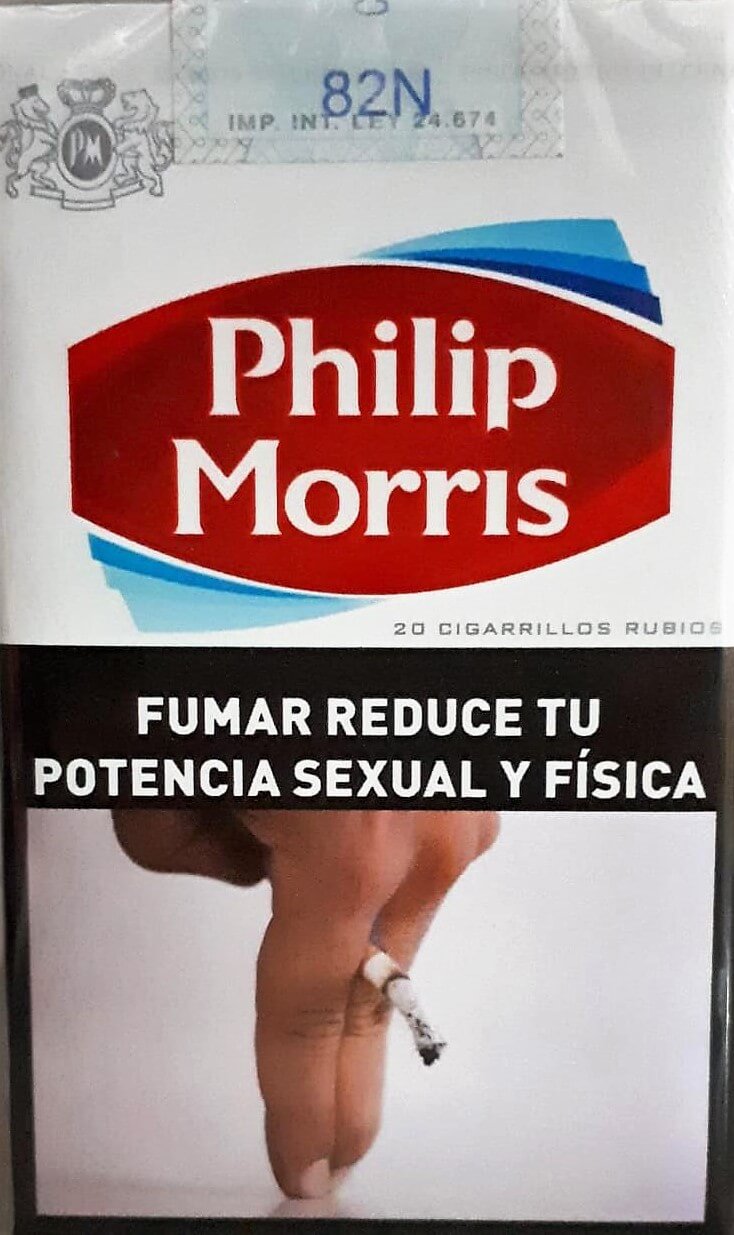 82N
IMP. INT. LEY 24.674
PM
Philip
Morris
20 CIGARRILLOS RUBIOS
FUMAR REDUCE TU
POTENCIA SEXUAL Y FÍSICA